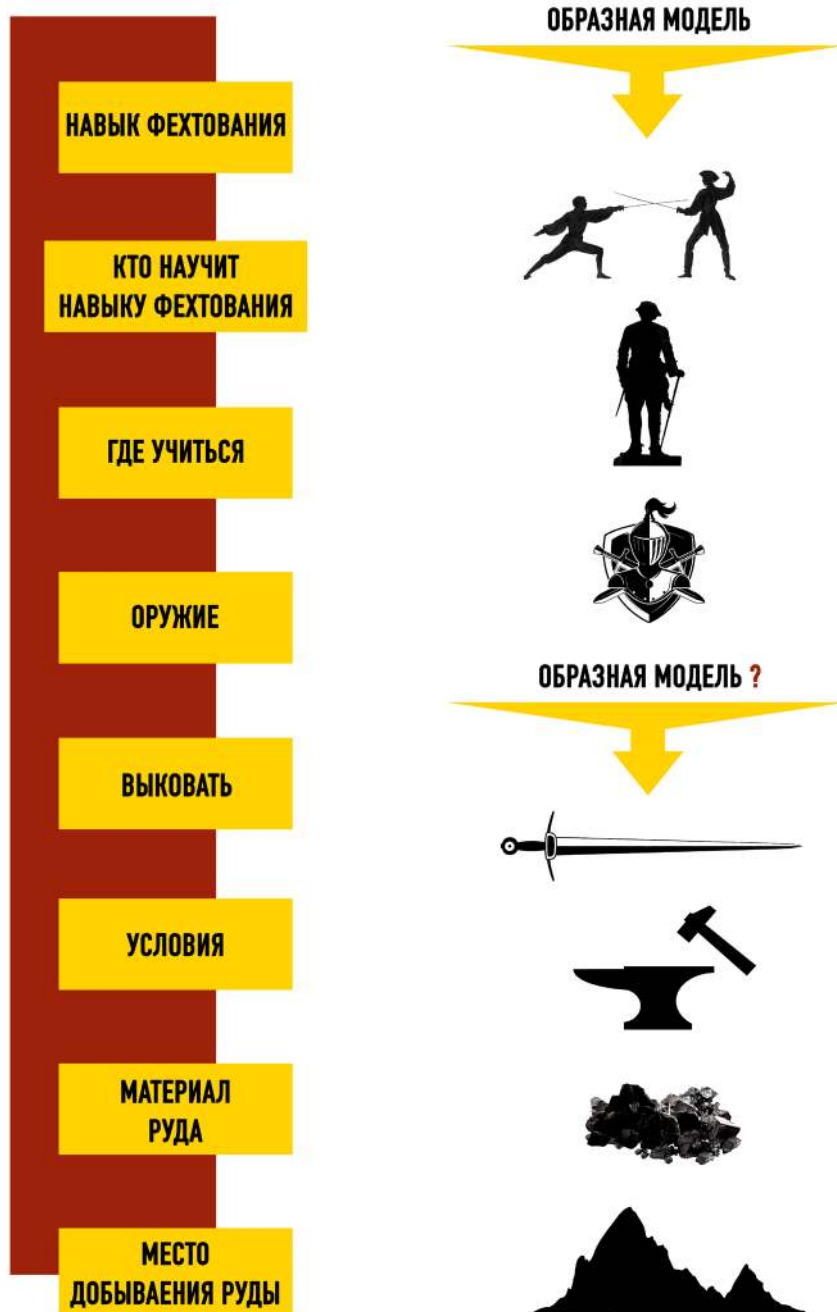 ОБРАЗНАЯ МОДЕЛЬ
НАВЫК ФЕХТОВАНИЯ
КТО НАУЧИТ
НАВЫКУ ФЕХТОВАНИЯ
ГДЕ УЧИТЬСЯ
ОРУЖИЕ
ОБРАЗНАЯ МОДЕЛЬ ?
ВЫКОВАТЬ
УСЛОВИЯ
МАТЕРИАЛ
РУДА
МЕСТО
ДОБЫВАЕНИЯ РУДЫ